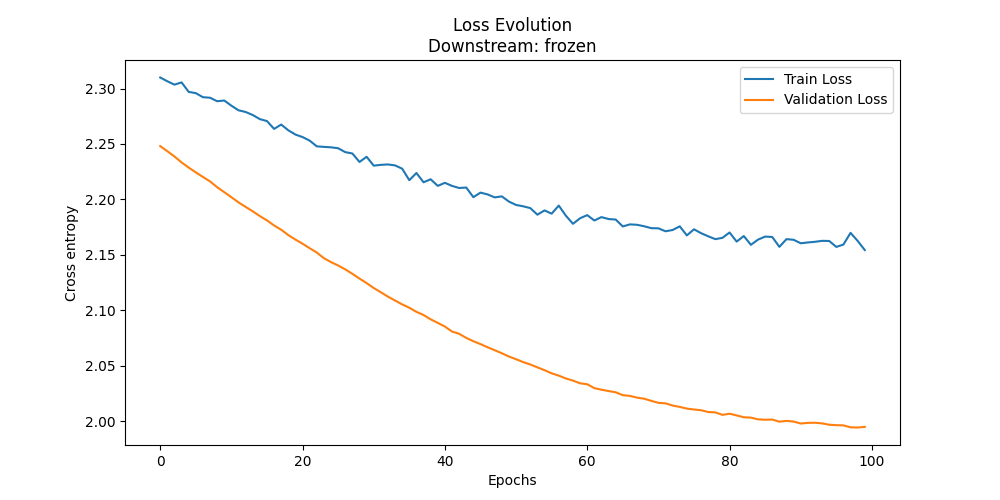 Loss Evolution
Downstream: frozen
Train Loss
Validation Loss
Cross entropy
2.30
2.25
2.20
2.15
2.10
2.05
2.00
0 20 40 60 80 100
Epochs